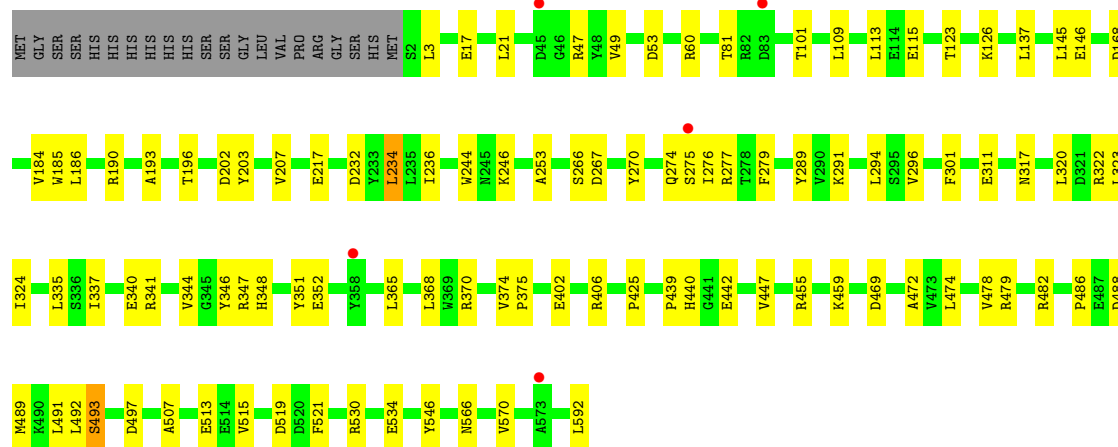 MET GLY SER SER HIS HIS HIS HIS HIS HIS SER SER GLY LEU VAL PRO ARG GLY SER HIS MET S2 L3 E17 L21 D45 G46 R47 Y48 V49 D53 R60 T81 R82 D83 T101 L109 L113 E114 E115 T123 K126 L137 L145 E146
V184 W185 L186 R190 A193 T196 D202 Y203 V207 E217 D232 Y233 L234 L235 I236 W244 N245 K246 A253 S266 D267 Y270 Q274 S275 I276 R277 T278 F279 Y289 V290 K291 L294 S295 V296 F301 E311 N317 L320 D321 R322 L323
I324 L335 S336 I337 E340 R341 V344 G345 Y346 R347 H348 Y351 E352 Y358 L365 L368 W369 R370 V374 P375 E402 R406 P425 P439 H440 G441 E442 V447 R455 K459 D469 A472 V473 L474 V478 R479 R482 P486 E487 D488
M489 K490 L491 L492 S493 D497 A507 E513 E514 V515 D519 D520 F521 R530 E534 Y546 N566 V570 A573 L592